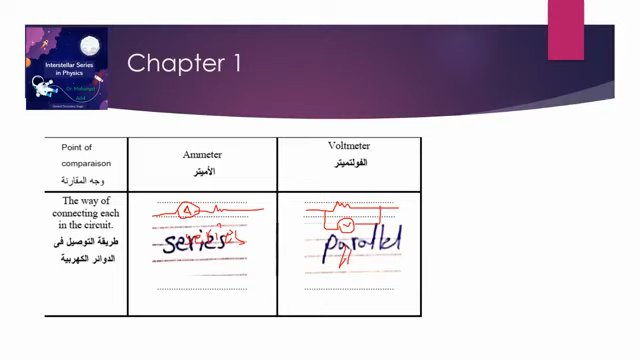 Interstellar Series
in Physics
Chapter 1
Point of
comparaison
وجه المقارنة
Ammeter
الأميتر
Voltmeter
الفولتميتر
The way of
connecting each
in the circuit.
طريقة التوصيل فى
الدوائر الكهربية
A
series
V
parallel